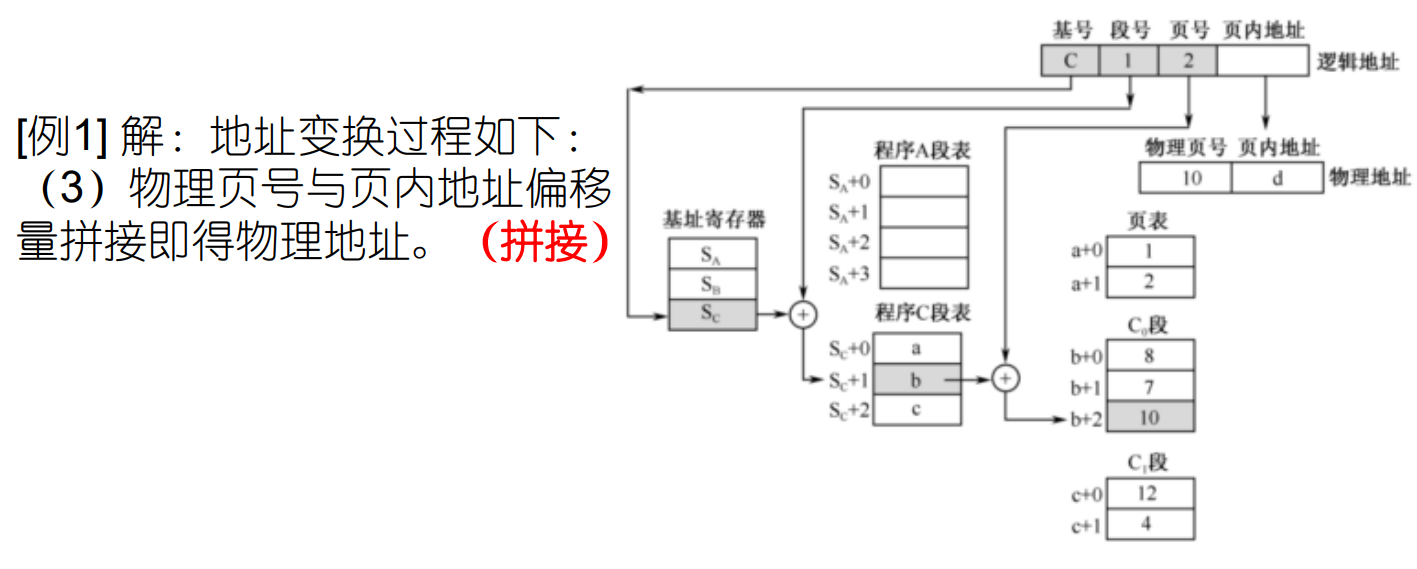 [例1] 解：地址变换过程如下：
（3）物理页号与页内地址偏移
量拼接即得物理地址。（拼接）
基号 段号 页号 页内地址
C 1 2 逻辑地址
物理页号 页内地址
10 d 物理地址
基址寄存器
S_A
S_B
S_C
+
程序A段表
S_A+0
S_A+1
S_A+2
S_A+3
程序C段表
S_C+0 a
S_C+1 b
S_C+2 c
+
页表
a+0 1
a+1 2
C₀段
b+0 8
b+1 7
b+2 10
C₁段
c+0 12
c+1 4